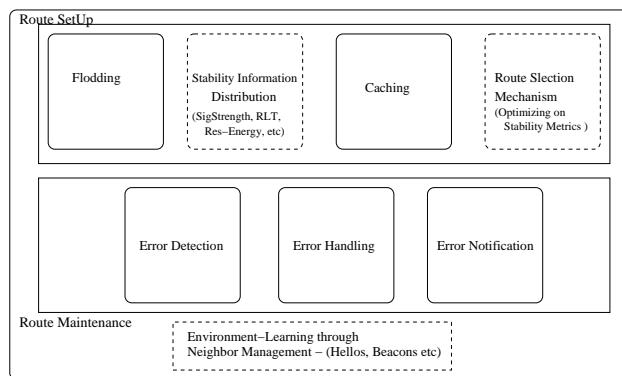 Route SetUp
Flodding
Stability Information
Distribution
(SigStrength, RLT,
Res–Energy, etc)
Caching
Route Slection
Mechanism
(Optimizing on
Stability Metrics )
Error Detection
Error Handling
Error Notification
Route Maintenance
Environment–Learning through
Neighbor Management – (Hellos, Beacons etc)